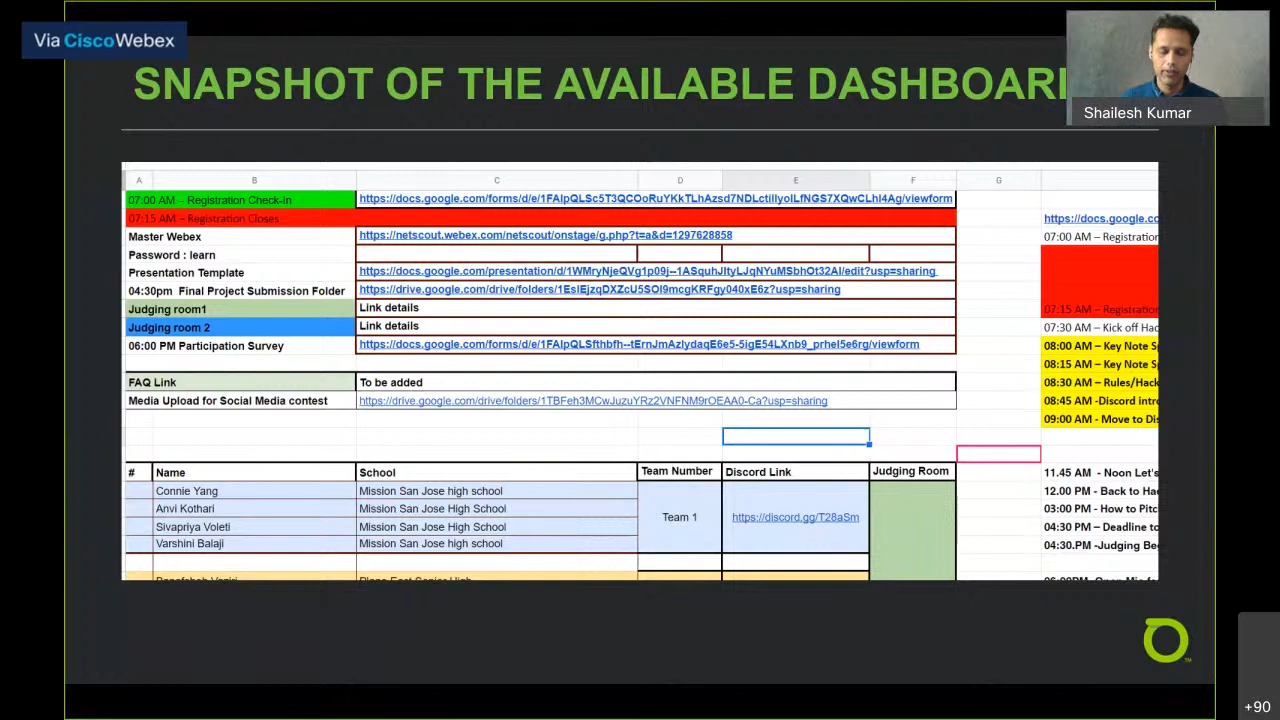 Via Cisco Webex
SNAPSHOT OF THE AVAILABLE DASHBOAR
Shailesh Kumar
A B C D E F G
07:00 AM – Registration Check-In https://docs.google.com/forms/d/e/1FAIpQLSc5T3QCOoRuYKkTLhAzsd7NDLctillyolLfNGS7XQwCLhI4Ag/viewform
07:15 AM – Registration Closes https://docs.google.co
Master Webex https://netscout.webex.com/netscout/onstage/g.php?t=a&d=1297628858 07:00 AM – Registration
Password : learn
Presentation Template https://docs.google.com/presentation/d/1WMryNjeQVg1p09j--1ASquhJItyLJqNYuMSbhOt32AI/edit?usp=sharing
04:30pm Final Project Submission Folder https://drive.google.com/drive/folders/1EsIEjzqDXZcU5SOI9mcgKRFgy040xE6z?usp=sharing
Judging room1 Link details 07:15 AM – Registratio
Judging room 2 Link details 07:30 AM – Kick off Hac
06:00 PM Participation Survey https://docs.google.com/forms/d/e/1FAIpQLSfthbfh--tErnJmAzIydaqE6e5-5igE54LXnb9_prheI5e6rg/viewform 08:00 AM – Key Note Sp
08:15 AM – Key Note Sp
FAQ Link To be added 08:30 AM – Rules/Hack
Media Upload for Social Media contest https://drive.google.com/drive/folders/1TBFeh3MCwJuzuYRz2VNFNM9rOEAA0-Ca?usp=sharing 08:45 AM -Discord intro
09:00 AM - Move to Dis
# Name School Team Number Discord Link Judging Room 11.45 AM - Noon Let's
Connie Yang Mission San Jose high school 12.00 PM - Back to Hac
Anvi Kothari Mission San Jose High School 03:00 PM - How to Pitc
Team 1 https://discord.gg/T28aSm
Sivapriya Voleti Mission San Jose High School 04:30 PM – Deadline to
Varshini Balaji Mission San Jose high school 04:30.PM -Judging Be
+90